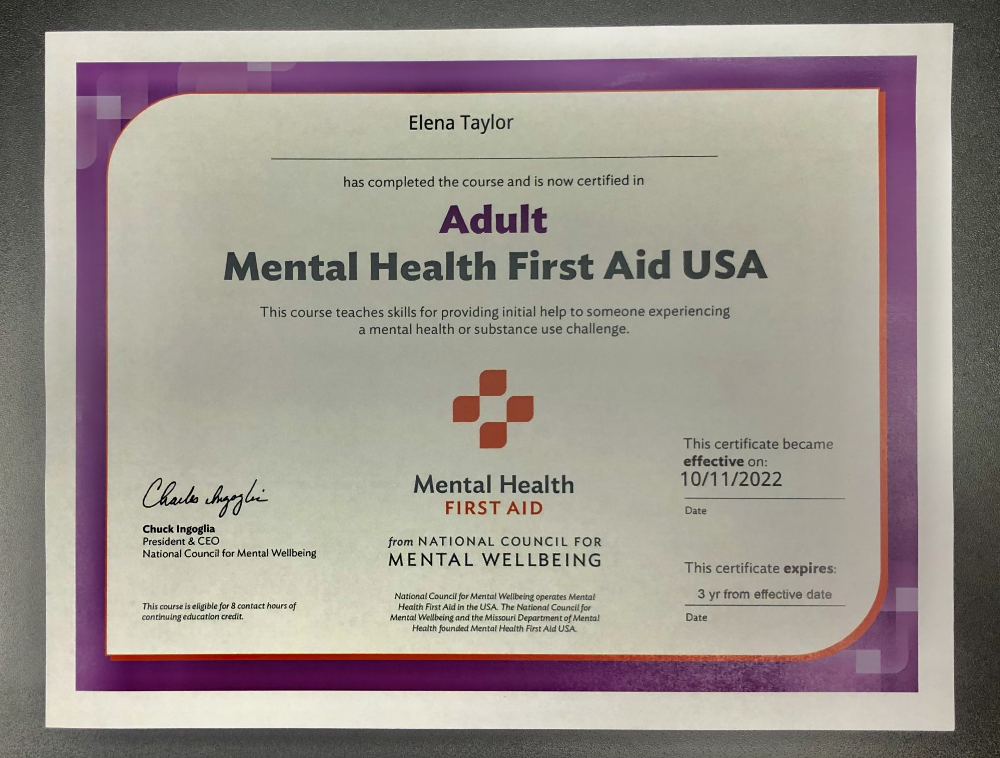 Elena Taylor
has completed the course and is now certified in
Adult
Mental Health First Aid USA
This course teaches skills for providing initial help to someone experiencing
a mental health or substance use challenge.
Charles Ingoglia
Chuck Ingoglia
President & CEO
National Council for Mental Wellbeing
This course is eligible for 8 contact hours of
continuing education credit.
Mental Health
FIRST AID
from NATIONAL COUNCIL FOR
MENTAL WELLBEING
National Council for Mental Wellbeing operates Mental
Health First Aid in the USA. The National Council for
Mental Wellbeing and the Missouri Department of Mental
Health founded Mental Health First Aid USA.
This certificate became
effective on:
10/11/2022
Date
This certificate expires:
3 yr from effective date
Date